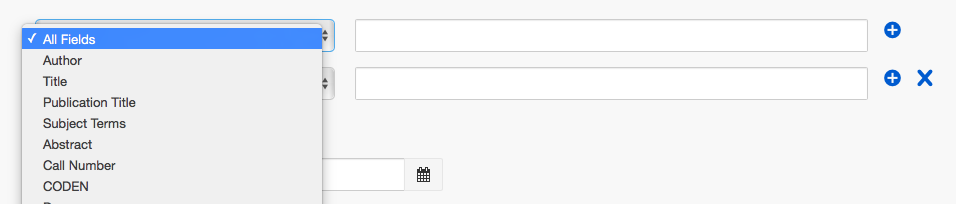 All Fields
Author
Title
Publication Title
Subject Terms
Abstract
Call Number
CODEN